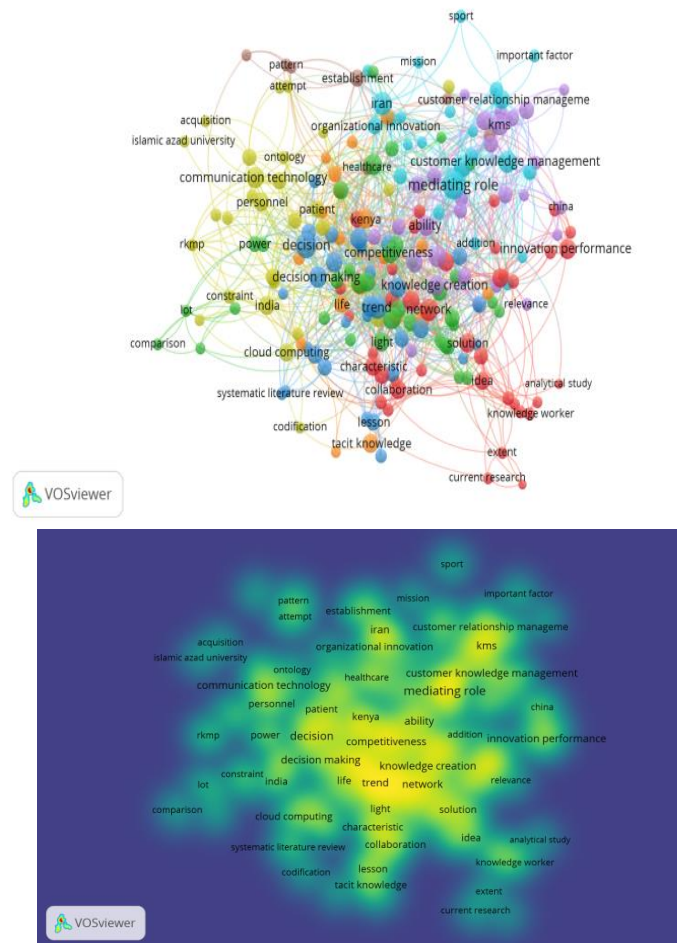 sport
important factor
mission
pattern
establishment
attempt
iran
customer relationship manageme
acquisition
organizational innovation
kms
islamic azad university
ontology
healthcare
customer knowledge management
communication technology
mediating role
personnel
patient
kenya
ability
china
rkmp
power
decision
competitiveness
addition
innovation performance
decision making
knowledge creation
constraint
india
life
trend
network
relevance
lot
comparison
light
solution
cloud computing
characteristic
idea
analytical study
systematic literature review
collaboration
knowledge worker
codification
lesson
tacit knowledge
extent
current research
VOSviewer
sport
important factor
mission
pattern
establishment
attempt
iran
customer relationship manageme
acquisition
organizational innovation
kms
islamic azad university
ontology
healthcare
customer knowledge management
communication technology
mediating role
personnel
patient
kenya
ability
china
rkmp
power
decision
competitiveness
addition
innovation performance
decision making
knowledge creation
constraint
india
life
trend
network
relevance
lot
comparison
light
solution
cloud computing
characteristic
idea
analytical study
systematic literature review
collaboration
knowledge worker
codification
lesson
tacit knowledge
extent
current research
VOSviewer